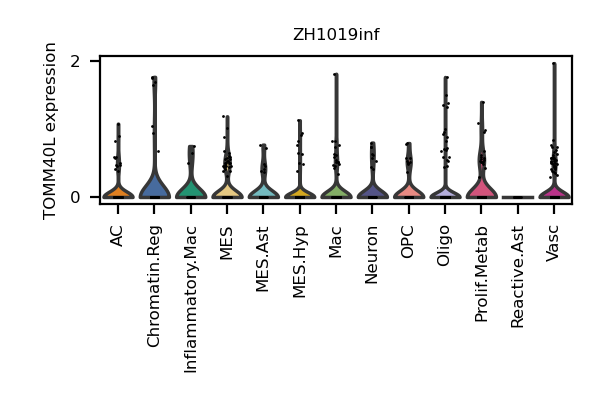 ZH1019inf
TOMM40L expression
2
0
AC
Chromatin.Reg
Inflammatory.Mac
MES
MES.Ast
MES.Hyp
Mac
Neuron
OPC
Oligo
Prolif.Metab
Reactive.Ast
Vasc